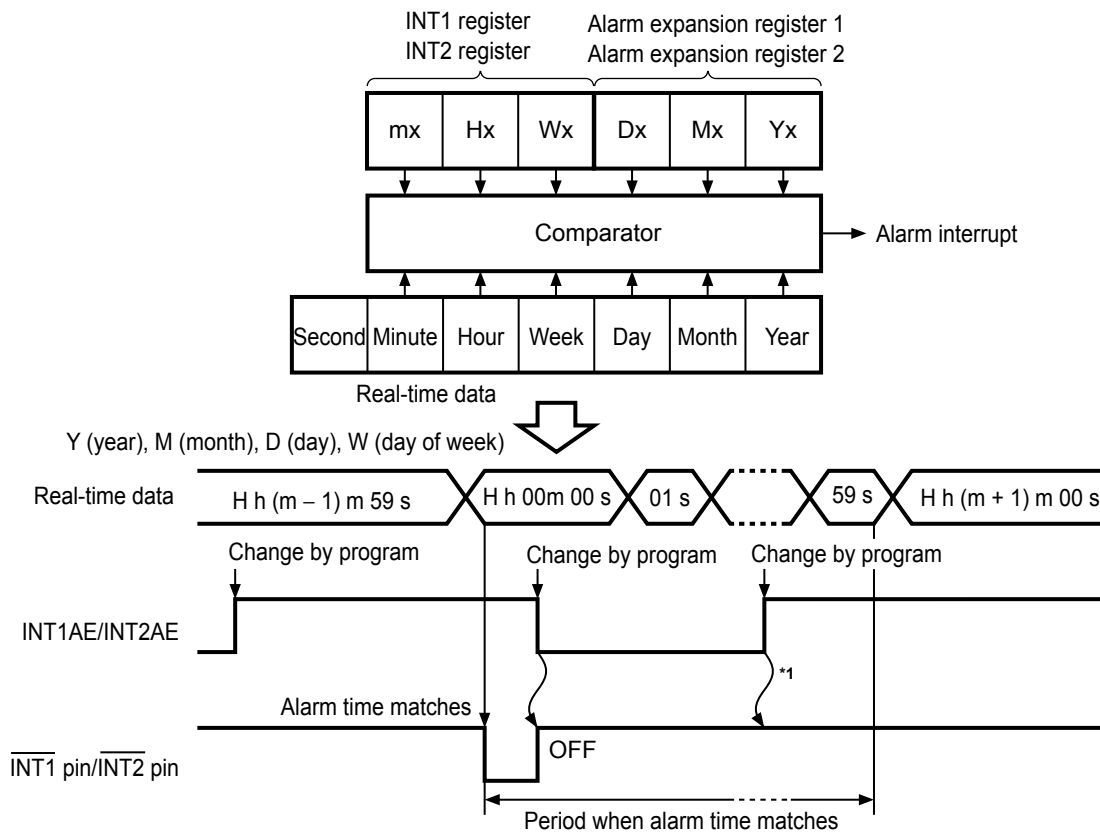 INT1 register
INT2 register
Alarm expansion register 1
Alarm expansion register 2
mx Hx Wx Dx Mx Yx
Comparator
Alarm interrupt
Second Minute Hour Week Day Month Year
Real-time data
Y (year), M (month), D (day), W (day of week)
Real-time data
H h (m − 1) m 59 s
H h 00m 00 s
01 s
59 s
H h (m + 1) m 00 s
Change by program
Change by program
Change by program
INT1AE/INT2AE
*1
Alarm time matches
OFF
INT1 pin/INT2 pin
Period when alarm time matches